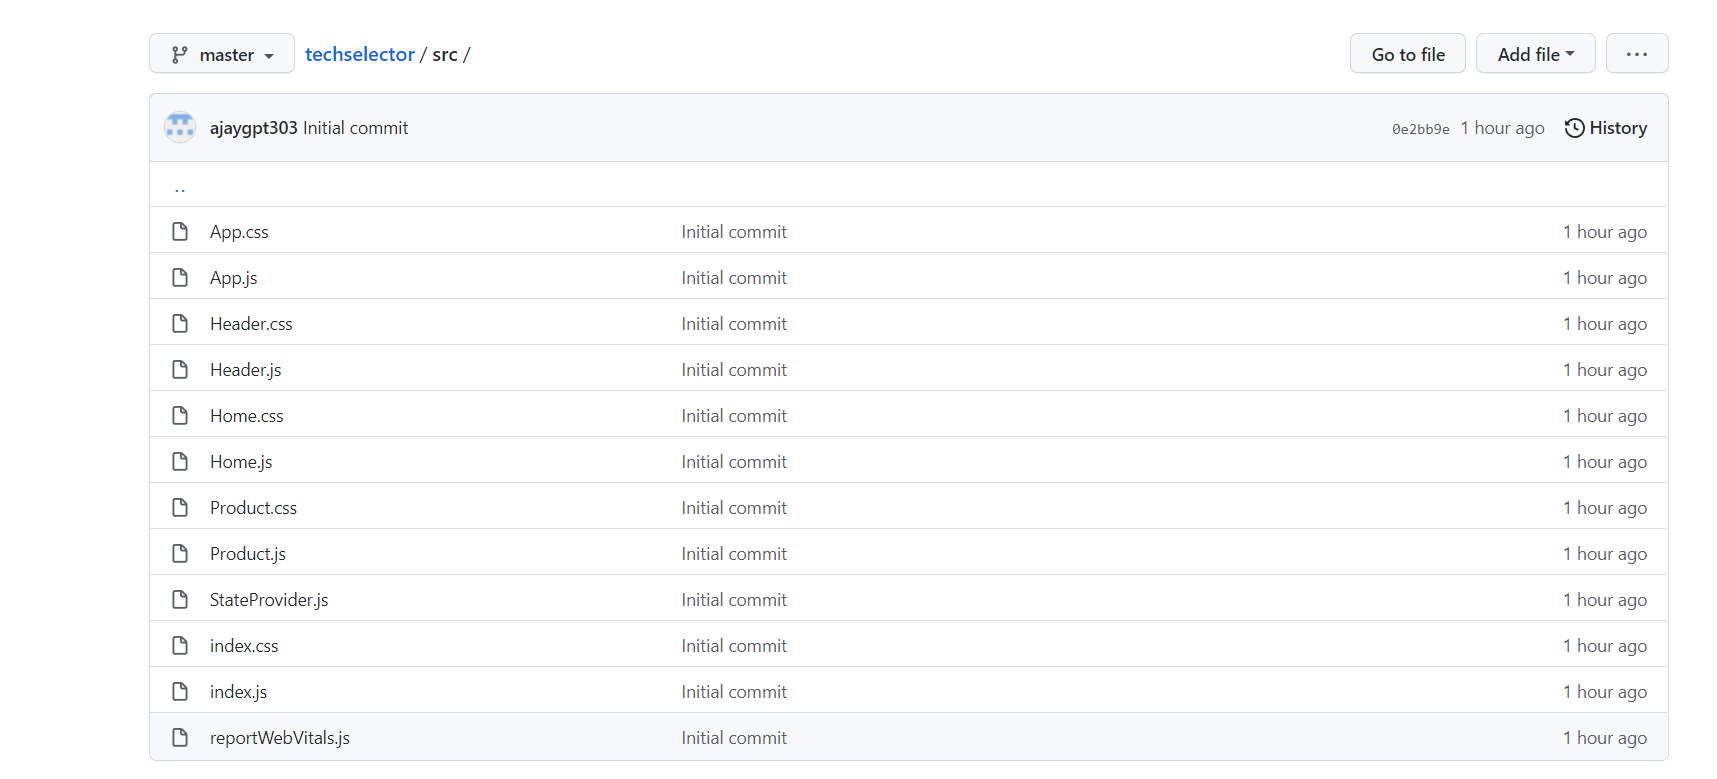 master techselector / src / Go to file Add file ...
ajaygpt303 Initial commit 0e2bb9e 1 hour ago History
..
App.css Initial commit 1 hour ago
App.js Initial commit 1 hour ago
Header.css Initial commit 1 hour ago
Header.js Initial commit 1 hour ago
Home.css Initial commit 1 hour ago
Home.js Initial commit 1 hour ago
Product.css Initial commit 1 hour ago
Product.js Initial commit 1 hour ago
StateProvider.js Initial commit 1 hour ago
index.css Initial commit 1 hour ago
index.js Initial commit 1 hour ago
reportWebVitals.js Initial commit 1 hour ago